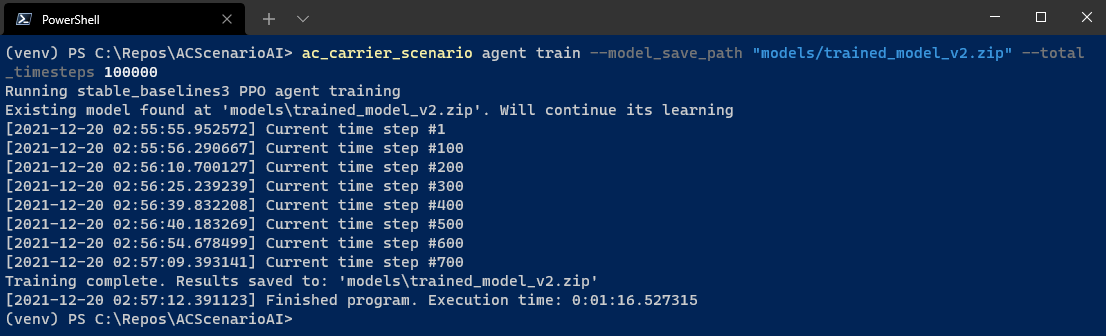 PowerShell
(venv) PS C:\Repos\ACScenarioAI> ac_carrier_scenario agent train --model_save_path "models/trained_model_v2.zip" --total
_timesteps 100000
Running stable_baselines3 PPO agent training
Existing model found at 'models\trained_model_v2.zip'. Will continue its learning
[2021-12-20 02:55:55.952572] Current time step #1
[2021-12-20 02:55:56.290667] Current time step #100
[2021-12-20 02:56:10.700127] Current time step #200
[2021-12-20 02:56:25.239239] Current time step #300
[2021-12-20 02:56:39.832208] Current time step #400
[2021-12-20 02:56:40.183269] Current time step #500
[2021-12-20 02:56:54.678499] Current time step #600
[2021-12-20 02:57:09.393141] Current time step #700
Training complete. Results saved to: 'models\trained_model_v2.zip'
[2021-12-20 02:57:12.391123] Finished program. Execution time: 0:01:16.527315
(venv) PS C:\Repos\ACScenarioAI>